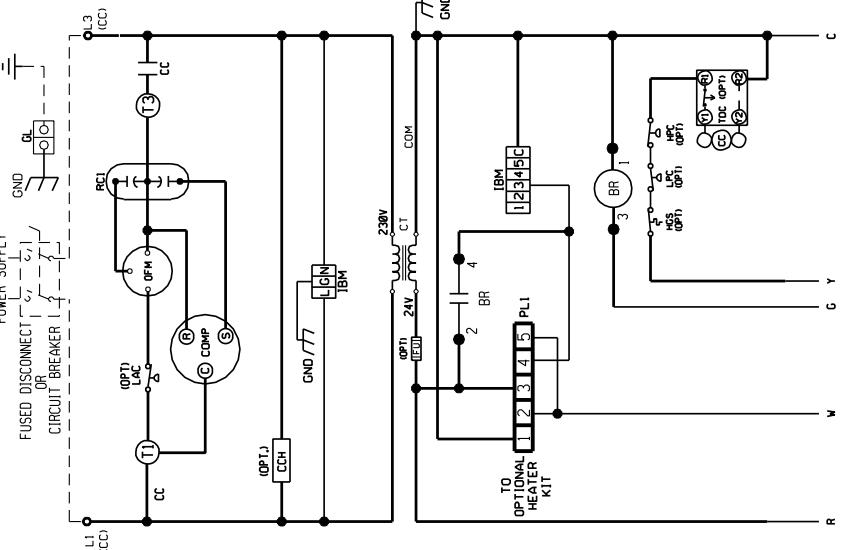 L3
(CC)
GND
GL
GND
POWER SUPPLY
FUSED DISCONNECT
OR
CIRCUIT BREAKER
L1
(CC)
CC
T3
RC1
OFM
(OPT)
LAC
R
S
COMP
C
T1
CC
(OPT.)
CCH
L G N
IBM
GND
230V
CT
COM
24V
(OPT)
FU1
IBM
1 2 3 4 5 C
4
BR
2
PL1
5
4
3
2
1
TO
OPTIONAL
HEATER
KIT
1
BR
3
HPC
(OPT)
LPC
(OPT)
HGS
(OPT)
R1
R2
TOC (OPT)
Y1
Y2
CC
C
Y
G
W
R